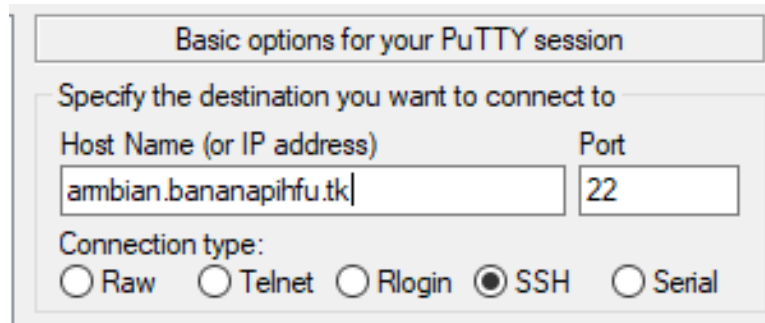 Basic options for your PuTTY session
Specify the destination you want to connect to
Host Name (or IP address) Port
armbian.bananapihfu.tk 22
Connection type:
Raw Telnet Rlogin SSH Serial